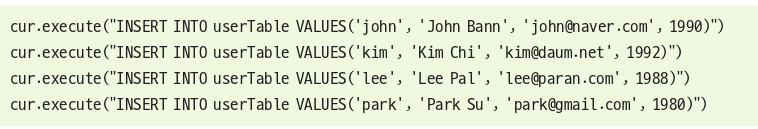 cur.execute("INSERT INTO userTable VALUES('john', 'John Bann', 'john@naver.com', 1990)")
cur.execute("INSERT INTO userTable VALUES('kim', 'Kim Chi', 'kim@daum.net', 1992)")
cur.execute("INSERT INTO userTable VALUES('lee', 'Lee Pal', 'lee@paran.com', 1988)")
cur.execute("INSERT INTO userTable VALUES('park', 'Park Su', 'park@gmail.com', 1980)")